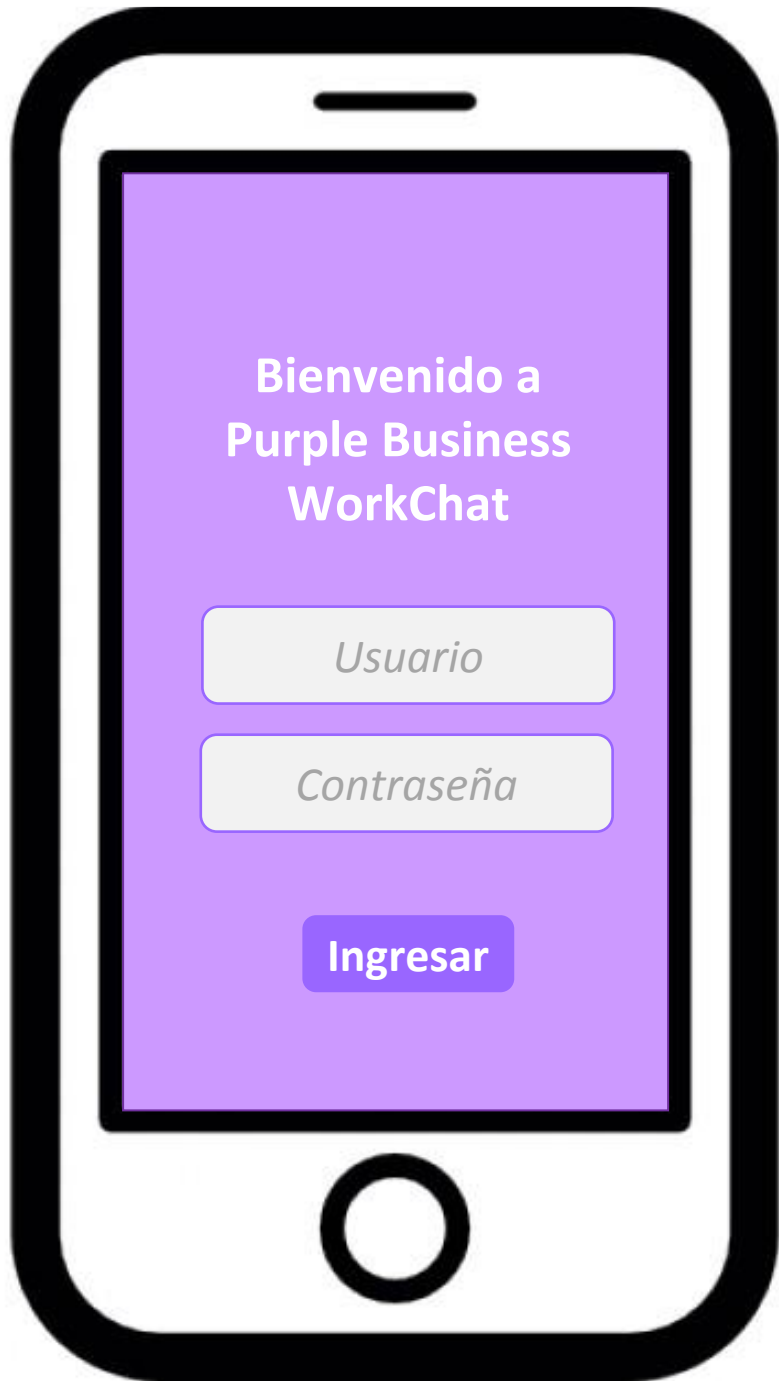 Bienvenido a
Purple Business
WorkChat
Usuario
Contraseña
Ingresar